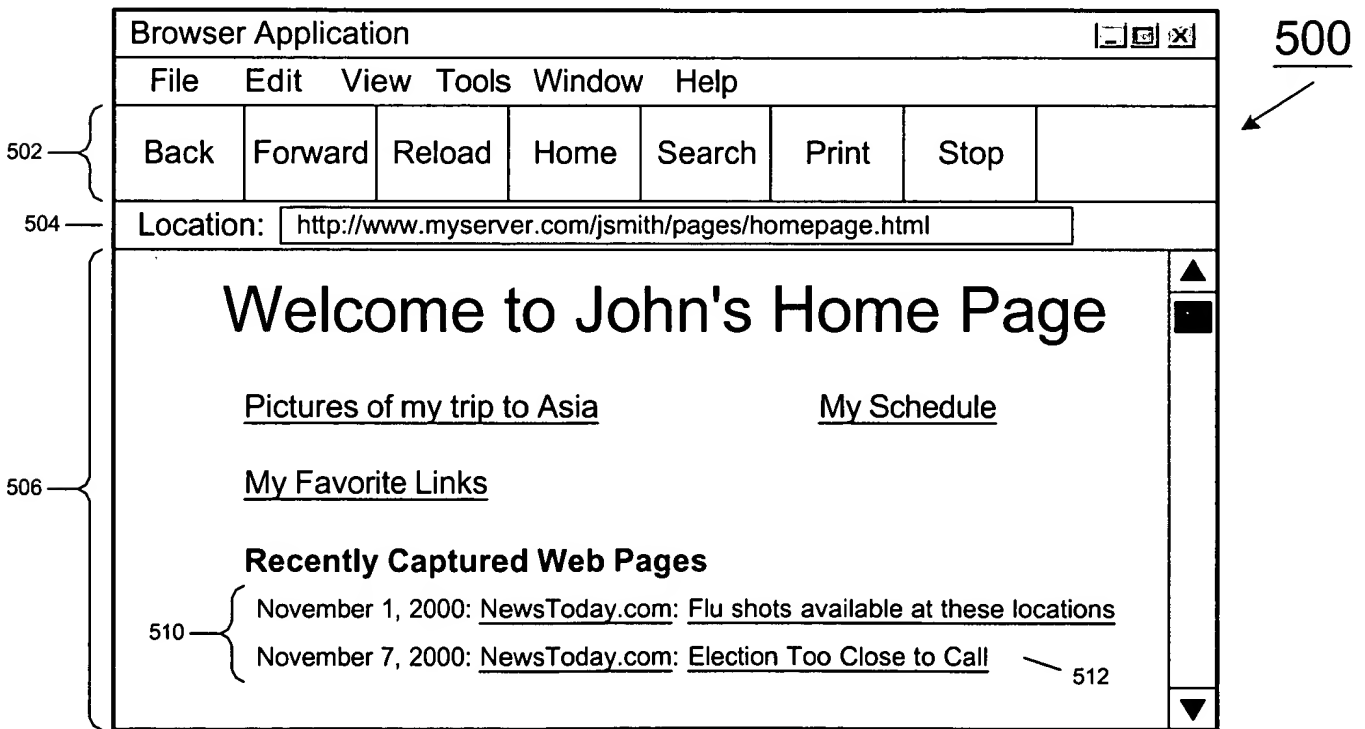 Browser Application
500
File Edit View Tools Window Help
502
Back Forward Reload Home Search Print Stop
504
Location: http://www.myserver.com/jsmith/pages/homepage.html
Welcome to John's Home Page
Pictures of my trip to Asia My Schedule
506
My Favorite Links
Recently Captured Web Pages
510
November 1, 2000: NewsToday.com: Flu shots available at these locations
November 7, 2000: NewsToday.com: Election Too Close to Call
512